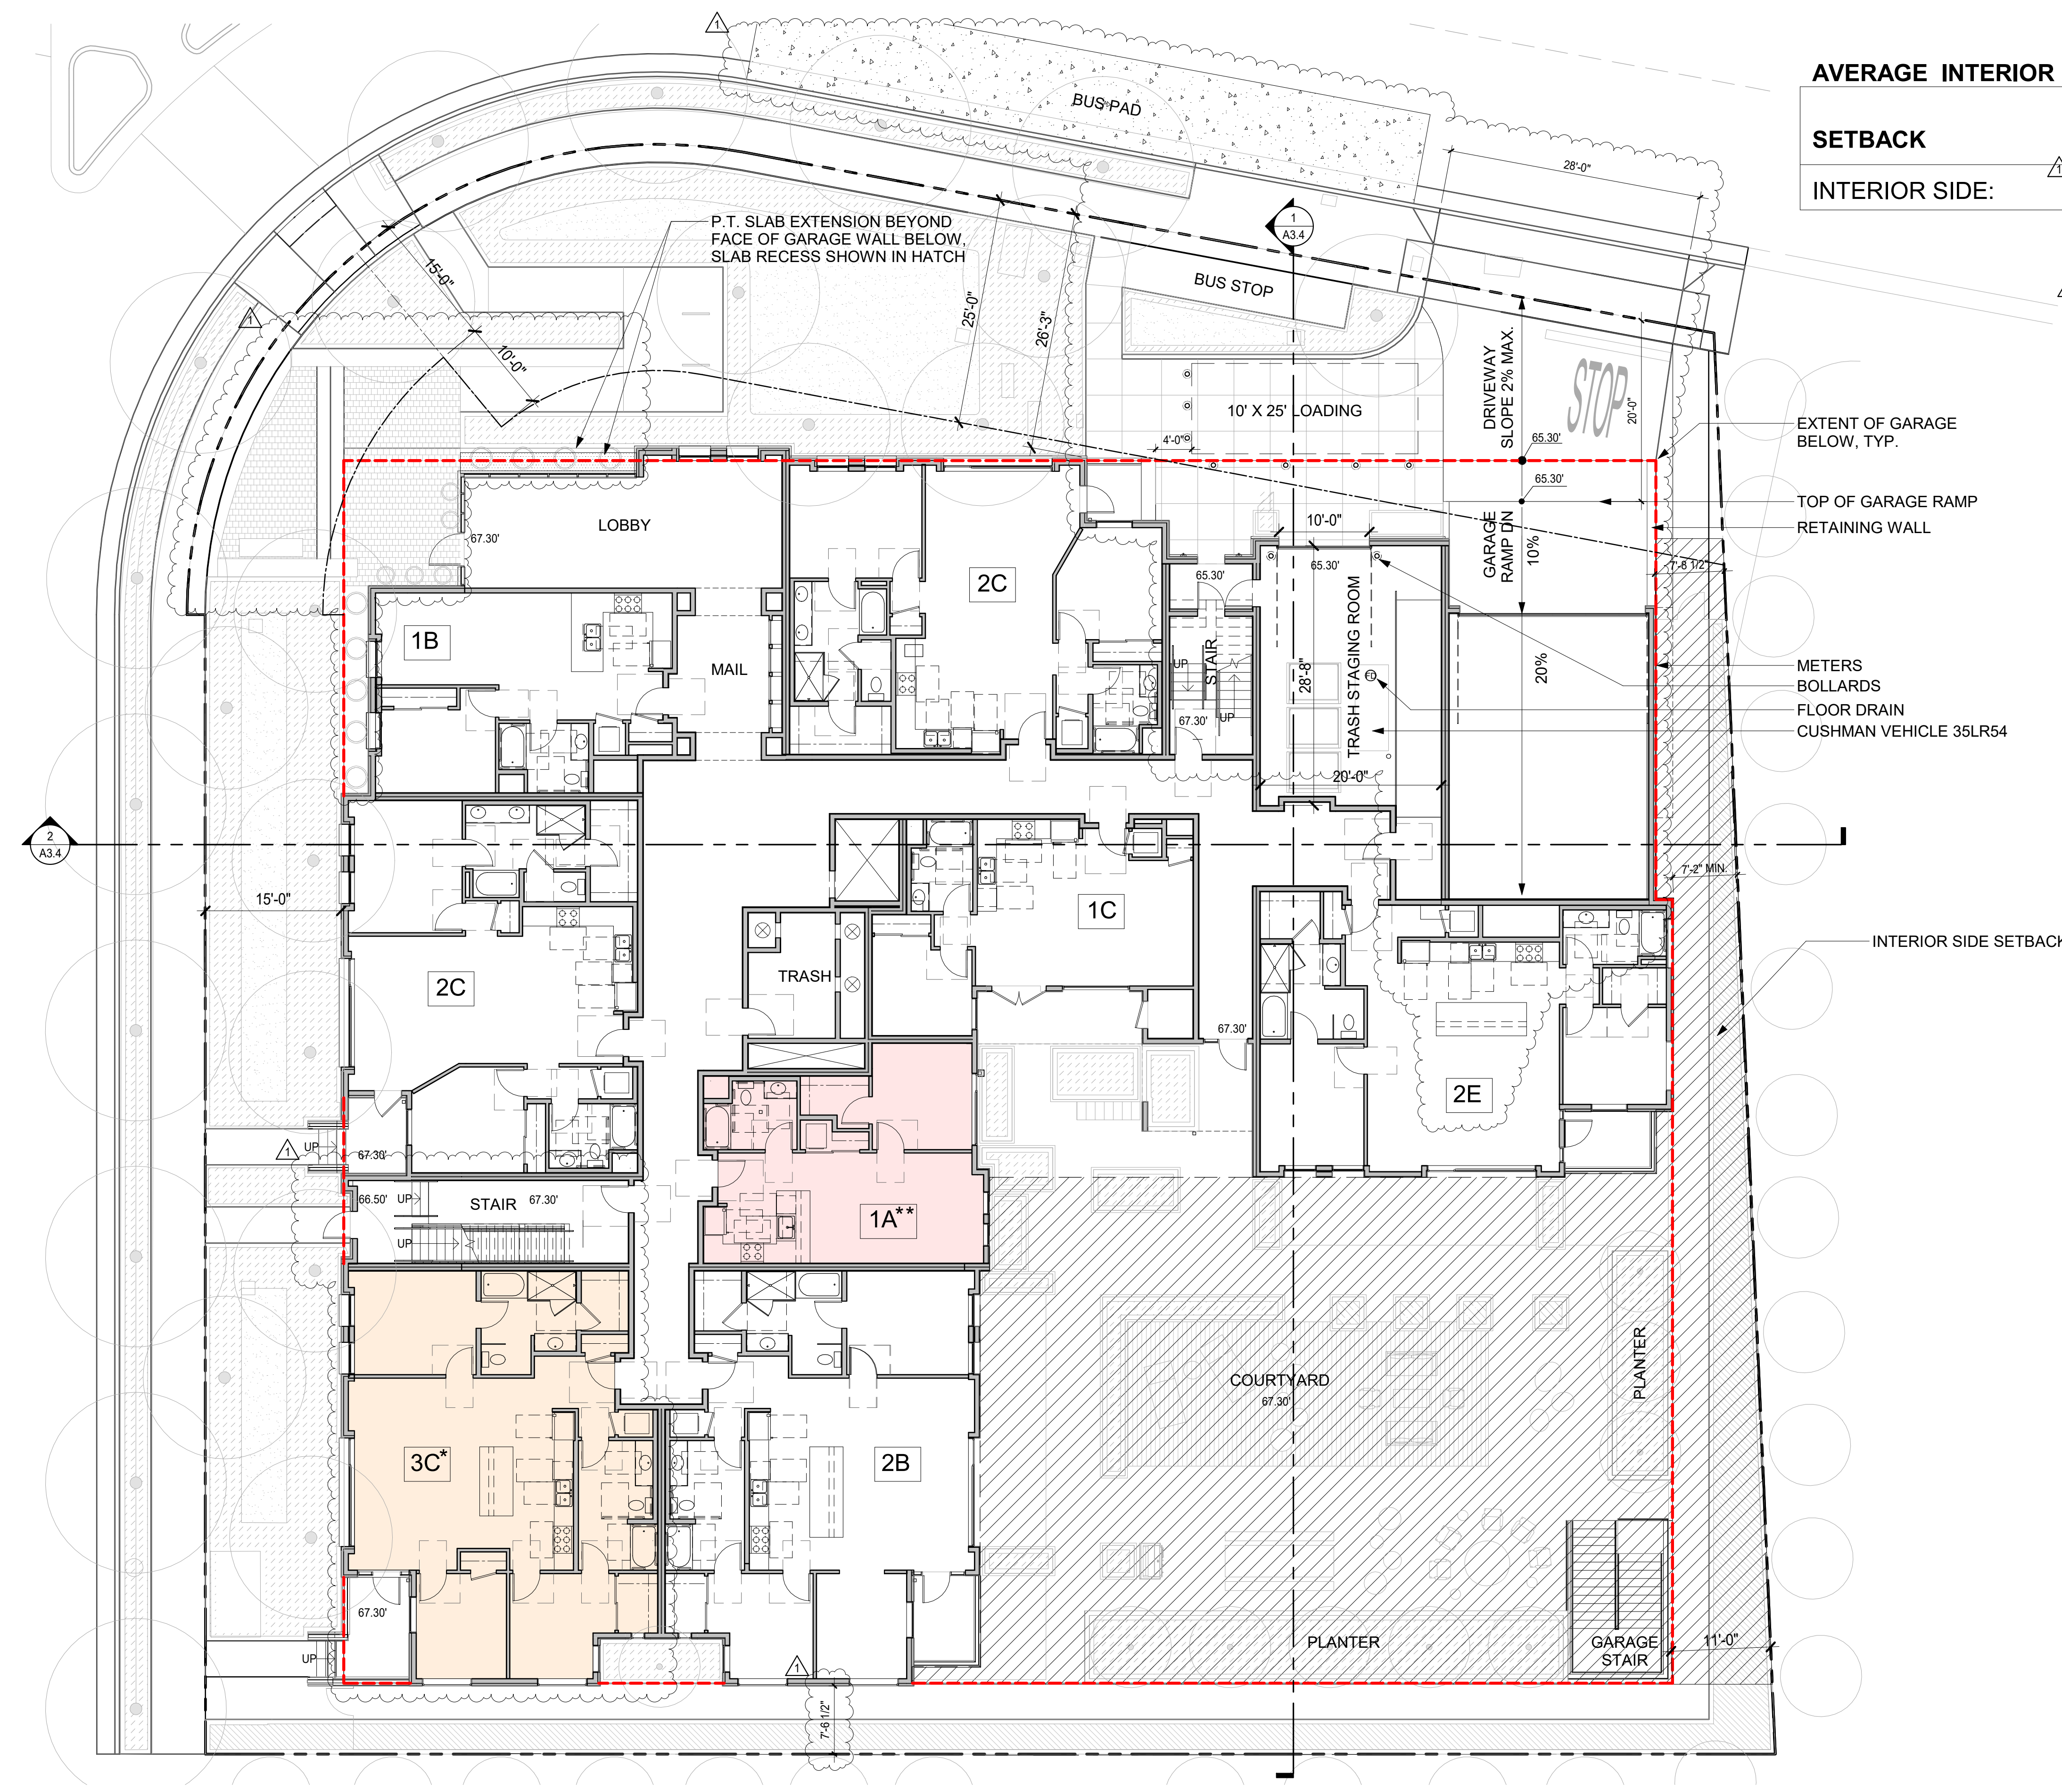 AVERAGE INTERIOR
SETBACK
INTERIOR SIDE:
1
1
BUS PAD
28'-0"
P.T. SLAB EXTENSION BEYOND
FACE OF GARAGE WALL BELOW,
SLAB RECESS SHOWN IN HATCH
1
A3.4
15'-0"
BUS STOP
25'-0"
26'-3"
1
10'-0"
DRIVEWAY
SLOPE 2% MAX.
STOP
20'-0"
10' X 25' LOADING
4'-0"
65.30'
EXTENT OF GARAGE
BELOW, TYP.
65.30'
TOP OF GARAGE RAMP
LOBBY
67.30'
10'-0"
GARAGE
RAMP DN
10%
RETAINING WALL
7'-8 1/2"
65.30'
65.30'
2C
1B
MAIL
STAIR
UP
UP
67.30'
28'-8"
TRASH STAGING ROOM
FD
20%
METERS
BOLLARDS
FLOOR DRAIN
CUSHMAN VEHICLE 35LR54
20'-0"
2
A3.4
7'-2" MIN.
15'-0"
1C
2C
TRASH
INTERIOR SIDE SETBACK
67.30'
2E
1
UP
67.30'
66.50'
UP
STAIR
67.30'
UP
1A**
COURTYARD
67.30'
PLANTER
3C*
2B
67.30'
UP
1
PLANTER
GARAGE
STAIR
11'-0"
7'-6 1/2"